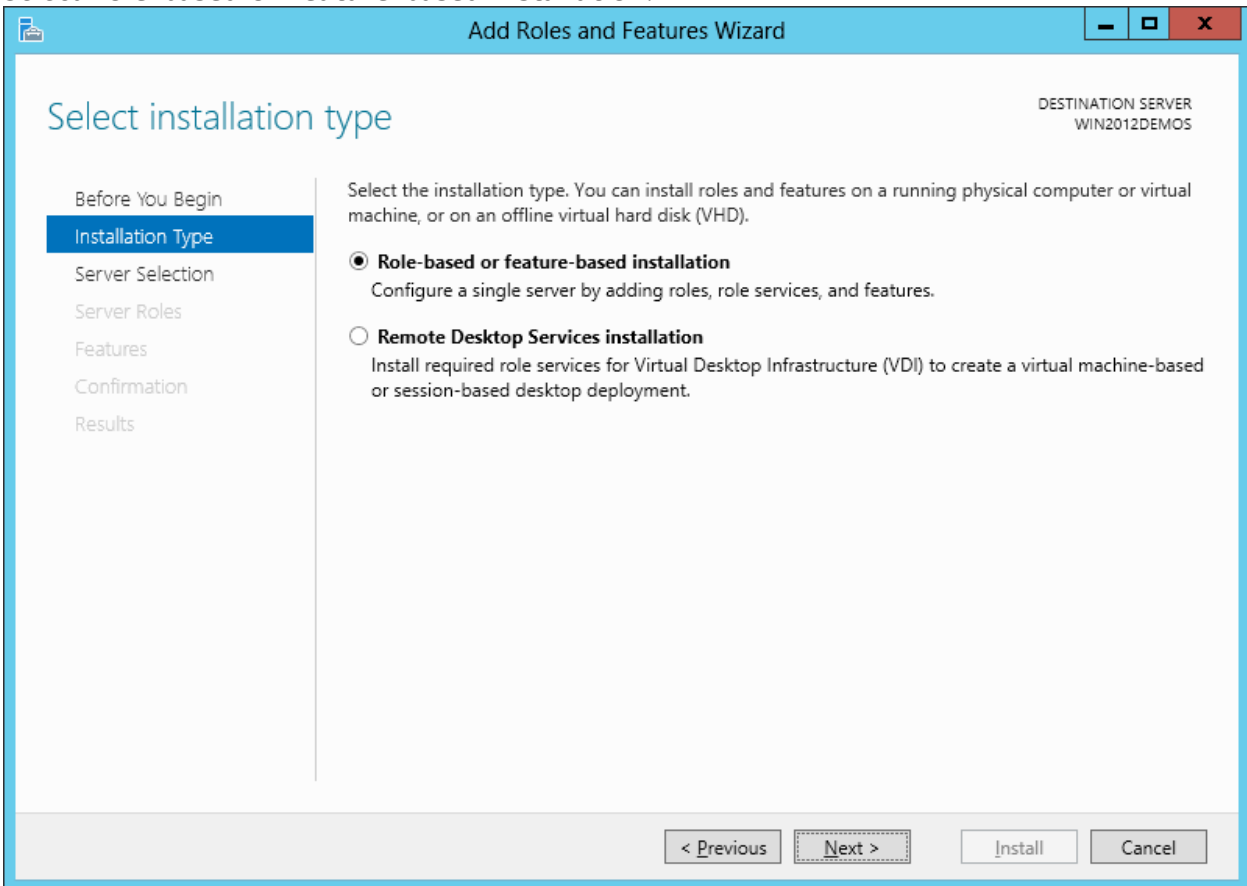 Add Roles and Features Wizard
Select installation type
DESTINATION SERVER
WIN2012DEMOS
Before You Begin
Installation Type
Server Selection
Server Roles
Features
Confirmation
Results
Select the installation type. You can install roles and features on a running physical computer or virtual
machine, or on an offline virtual hard disk (VHD).
Role-based or feature-based installation
Configure a single server by adding roles, role services, and features.
Remote Desktop Services installation
Install required role services for Virtual Desktop Infrastructure (VDI) to create a virtual machine-based
or session-based desktop deployment.
< Previous
Next >
Install
Cancel